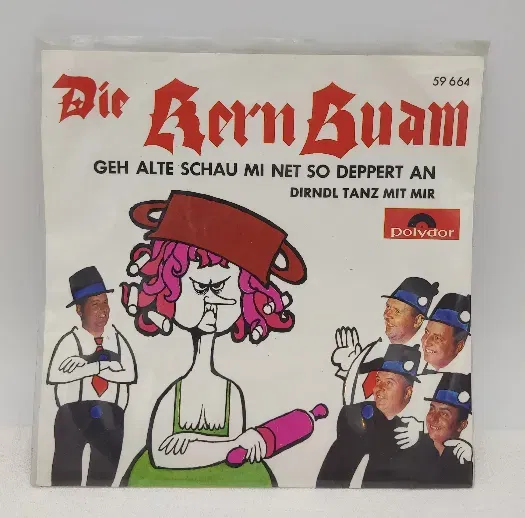 59 664
Die Kern Buam
GEH ALTE SCHAU MI NET SO DEPPERT AN
DIRNDL TANZ MIT MIR
Polydor